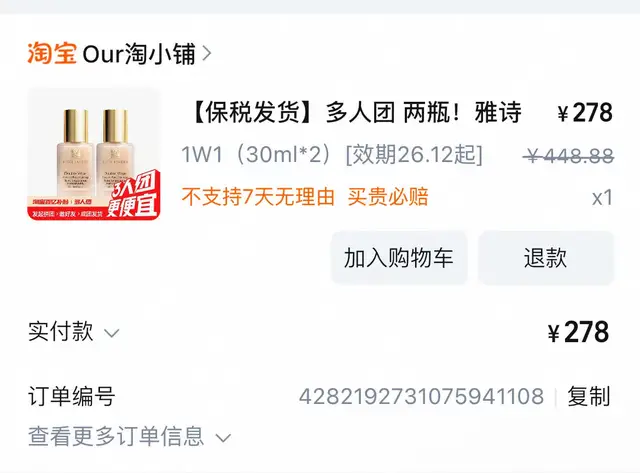 淘宝 Our淘小铺
【保税发货】多人团 两瓶！雅诗 ¥278
1W1（30ml*2）[效期26.12起] ¥448.88
不支持7天无理由 买贵必赔 x1
3人团
更便宜
加入购物车 退款
实付款 ¥278
订单编号 4282192731075941108 复制
查看更多订单信息